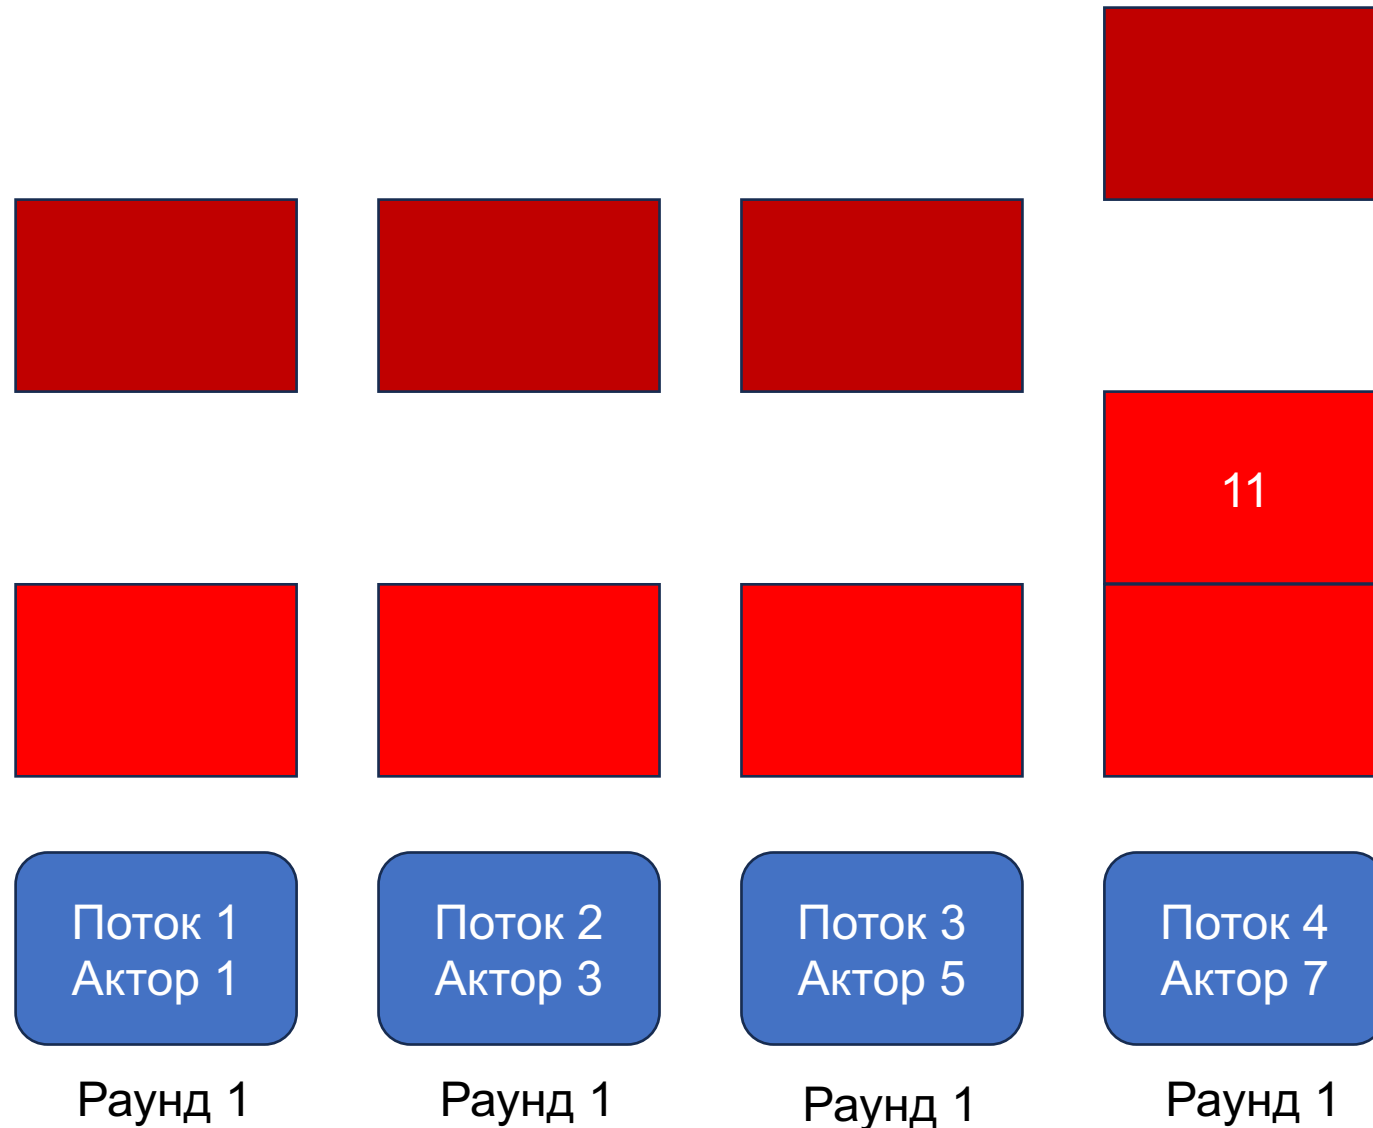 11
Поток 1
Актор 1
Поток 2
Актор 3
Поток 3
Актор 5
Поток 4
Актор 7
Раунд 1
Раунд 1
Раунд 1
Раунд 1